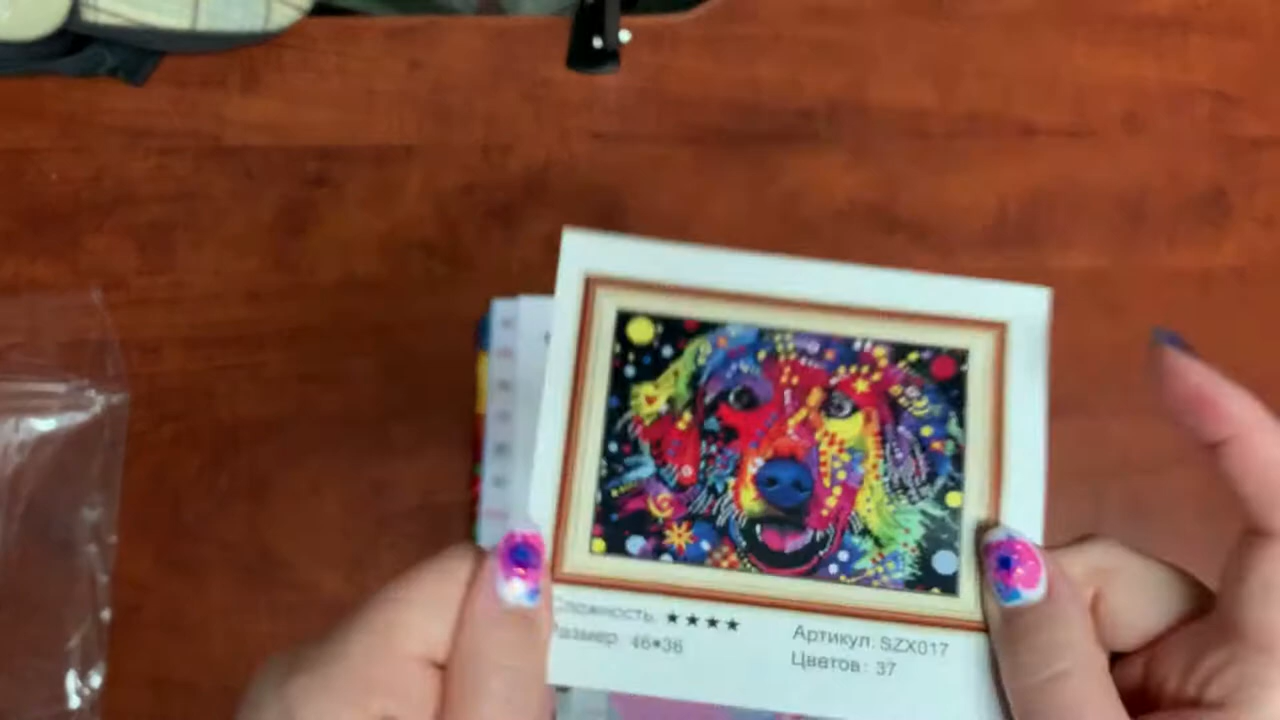 Сложность: ★★★★
Размер: 46*36
Артикул: SZX017
Цветов: 37